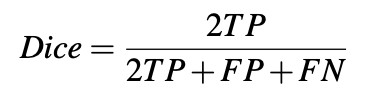 Dice = 2TP / 2TP + FP + FN